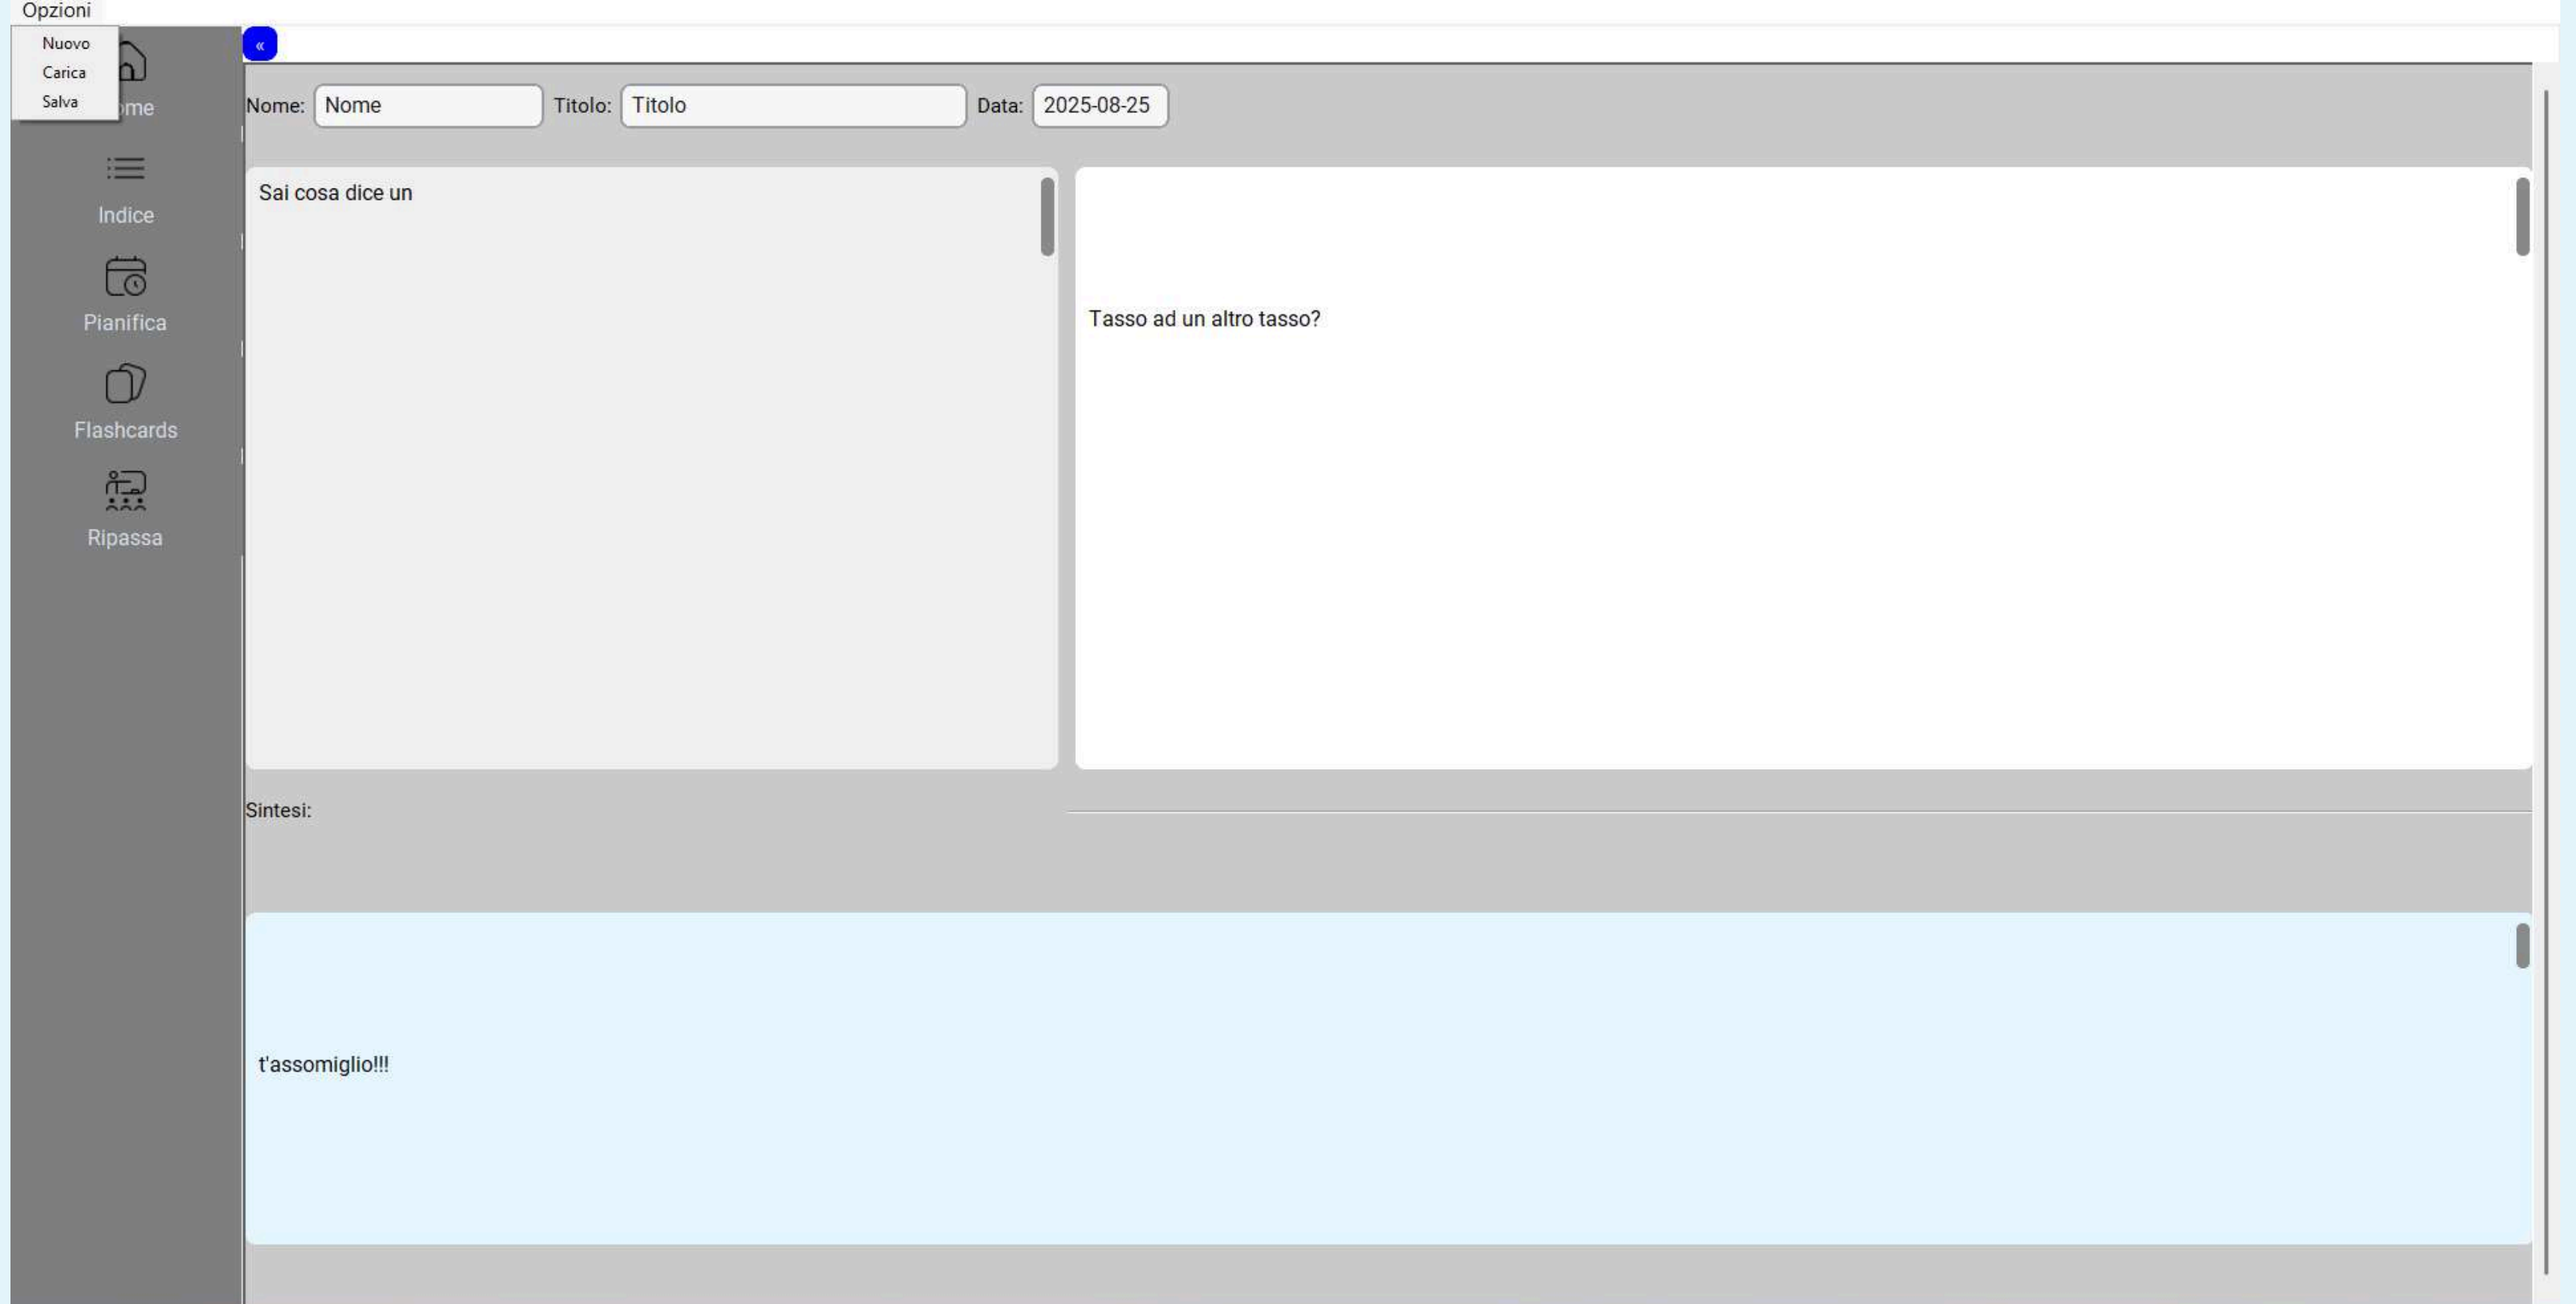 Opzioni
Nuovo
Carica
Salva
ome
Indice
Pianifica
Flashcards
Ripassa
«
Nome: Nome Titolo: Titolo Data: 2025-08-25
Sai cosa dice un
Tasso ad un altro tasso?
Sintesi:
t'assomiglio!!!